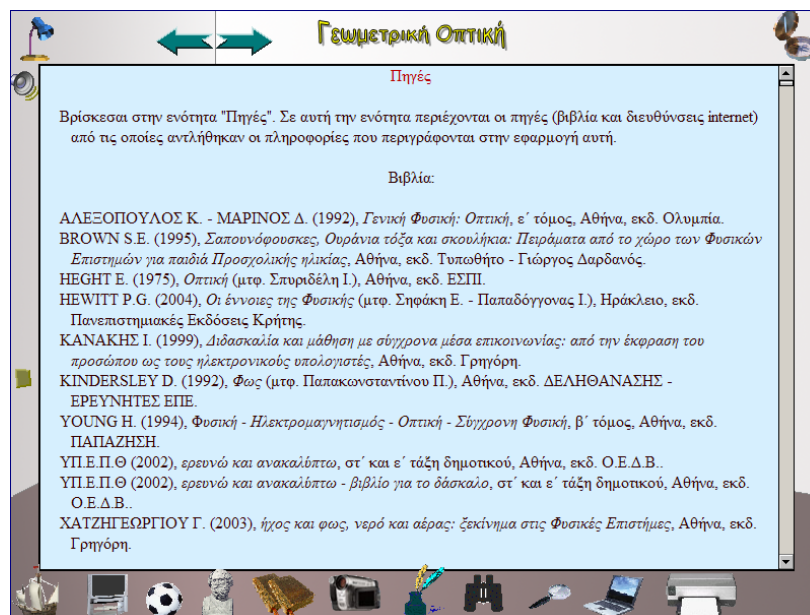 Γεωμετρική Οπτική
Πηγές
Βρίσκεσαι στην ενότητα "Πηγές". Σε αυτή την ενότητα περιέχονται οι πηγές (βιβλία και διευθύνσεις internet)
από τις οποίες αντλήθηκαν οι πληροφορίες που περιγράφονται στην εφαρμογή αυτή.
Βιβλία:
ΑΛΕΞΟΠΟΥΛΟΣ Κ. - ΜΑΡΙΝΟΣ Δ. (1992), Γενική Φυσική: Οπτική, ε΄ τόμος, Αθήνα, εκδ. Ολυμπία.
BROWN S.E. (1995), Σαπουνόφουσκες, Ουράνια τόξα και σκουλήκια: Πειράματα από το χώρο των Φυσικών
Επιστημών για παιδιά Προσχολικής ηλικίας, Αθήνα, εκδ. Τυπωθήτο - Γιώργος Δαρδανός.
HEGHT E. (1975), Οπτική (μτφ. Σπυριδέλη Ι.), Αθήνα, εκδ. ΕΣΠΙ.
HEWITT P.G. (2004), Οι έννοιες της Φυσικής (μτφ. Σηφάκη Ε. - Παπαδόγγονας Ι.), Ηράκλειο, εκδ.
Πανεπιστημιακές Εκδόσεις Κρήτης.
ΚΑΝΑΚΗΣ Ι. (1999), Διδασκαλία και μάθηση με σύγχρονα μέσα επικοινωνίας: από την έκφραση του
προσώπου ως τους ηλεκτρονικούς υπολογιστές, Αθήνα, εκδ. Γρηγόρη.
KINDERSLEY D. (1992), Φως (μτφ. Παπακωνσταντίνου Π.), Αθήνα, εκδ. ΔΕΛΗΘΑΝΑΣΗΣ -
ΕΡΕΥΝΗΤΕΣ ΕΠΕ.
YOUNG H. (1994), Φυσική - Ηλεκτρομαγνητισμός - Οπτική - Σύγχρονη Φυσική, β΄ τόμος, Αθήνα, εκδ.
ΠΑΠΑΖΗΣΗ.
ΥΠ.Ε.Π.Θ (2002), ερευνώ και ανακαλύπτω, στ΄ και ε΄ τάξη δημοτικού, Αθήνα, εκδ. Ο.Ε.Δ.Β..
ΥΠ.Ε.Π.Θ (2002), ερευνώ και ανακαλύπτω - βιβλίο για το δάσκαλο, στ΄ και ε΄ τάξη δημοτικού, Αθήνα, εκδ.
Ο.Ε.Δ.Β..
ΧΑΤΖΗΓΕΩΡΓΙΟΥ Γ. (2003), ήχος και φως, νερό και αέρας: ξεκίνημα στις Φυσικές Επιστήμες, Αθήνα, εκδ.
Γρηγόρη.